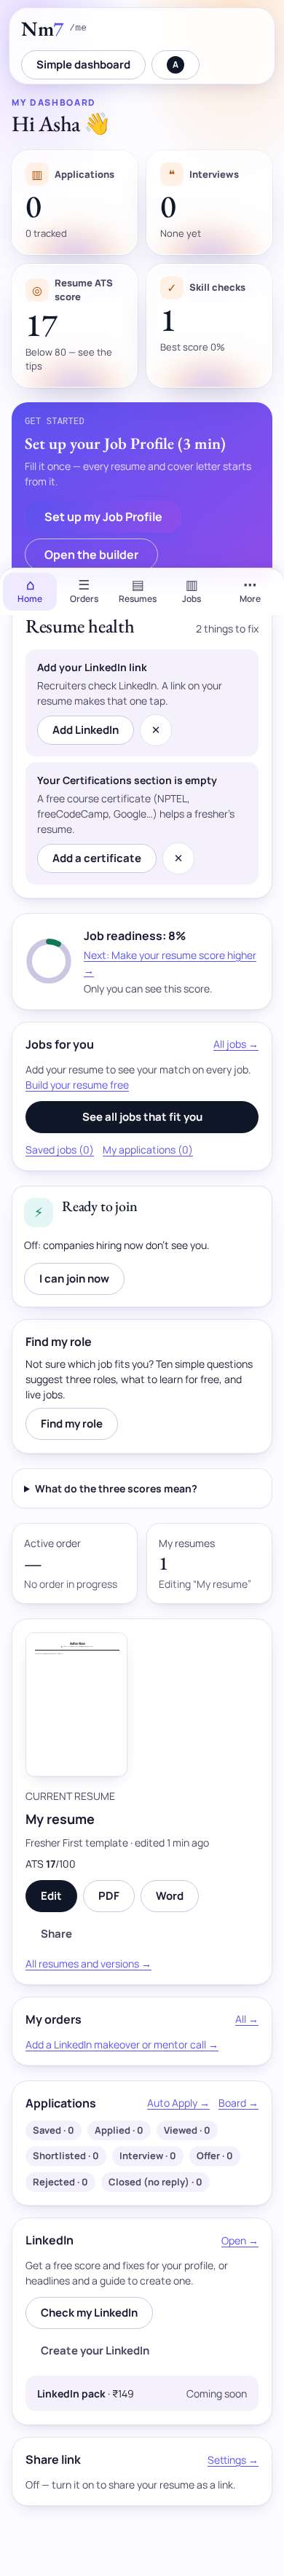 Nm7 /me
Simple dashboard
A
MY DASHBOARD
Hi Asha 👋
Applications
0
0 tracked
Interviews
0
None yet
Resume ATS
score
17
Below 80 — see the
tips
Skill checks
1
Best score 0%
GET STARTED
Set up your Job Profile (3 min)
Fill it once — every resume and cover letter starts
from it.
Set up my Job Profile
Open the builder
Home
Orders
Resumes
Jobs
More
Resume health
2 things to fix
Add your LinkedIn link
Recruiters check LinkedIn. A link on your
resume makes that one tap.
Add LinkedIn
✕
Your Certifications section is empty
A free course certificate (NPTEL,
freeCodeCamp, Google…) helps a fresher's
resume.
Add a certificate
✕
Job readiness: 8%
Next: Make your resume score higher
→
Only you can see this score.
Jobs for you
All jobs →
Add your resume to see your match on every job.
Build your resume free
See all jobs that fit you
Saved jobs (0)
My applications (0)
Ready to join
Off: companies hiring now don't see you.
I can join now
Find my role
Not sure which job fits you? Ten simple questions
suggest three roles, what to learn for free, and
live jobs.
Find my role
What do the three scores mean?
Active order
—
No order in progress
My resumes
1
Editing “My resume”
CURRENT RESUME
My resume
Fresher First template · edited 1 min ago
ATS 17/100
Edit
PDF
Word
Share
All resumes and versions →
My orders
All →
Add a LinkedIn makeover or mentor call →
Applications
Auto Apply →
Board →
Saved · 0
Applied · 0
Viewed · 0
Shortlisted · 0
Interview · 0
Offer · 0
Rejected · 0
Closed (no reply) · 0
LinkedIn
Open →
Get a free score and fixes for your profile, or
headlines and a guide to create one.
Check my LinkedIn
Create your LinkedIn
LinkedIn pack · ₹149
Coming soon
Share link
Settings →
Off — turn it on to share your resume as a link.